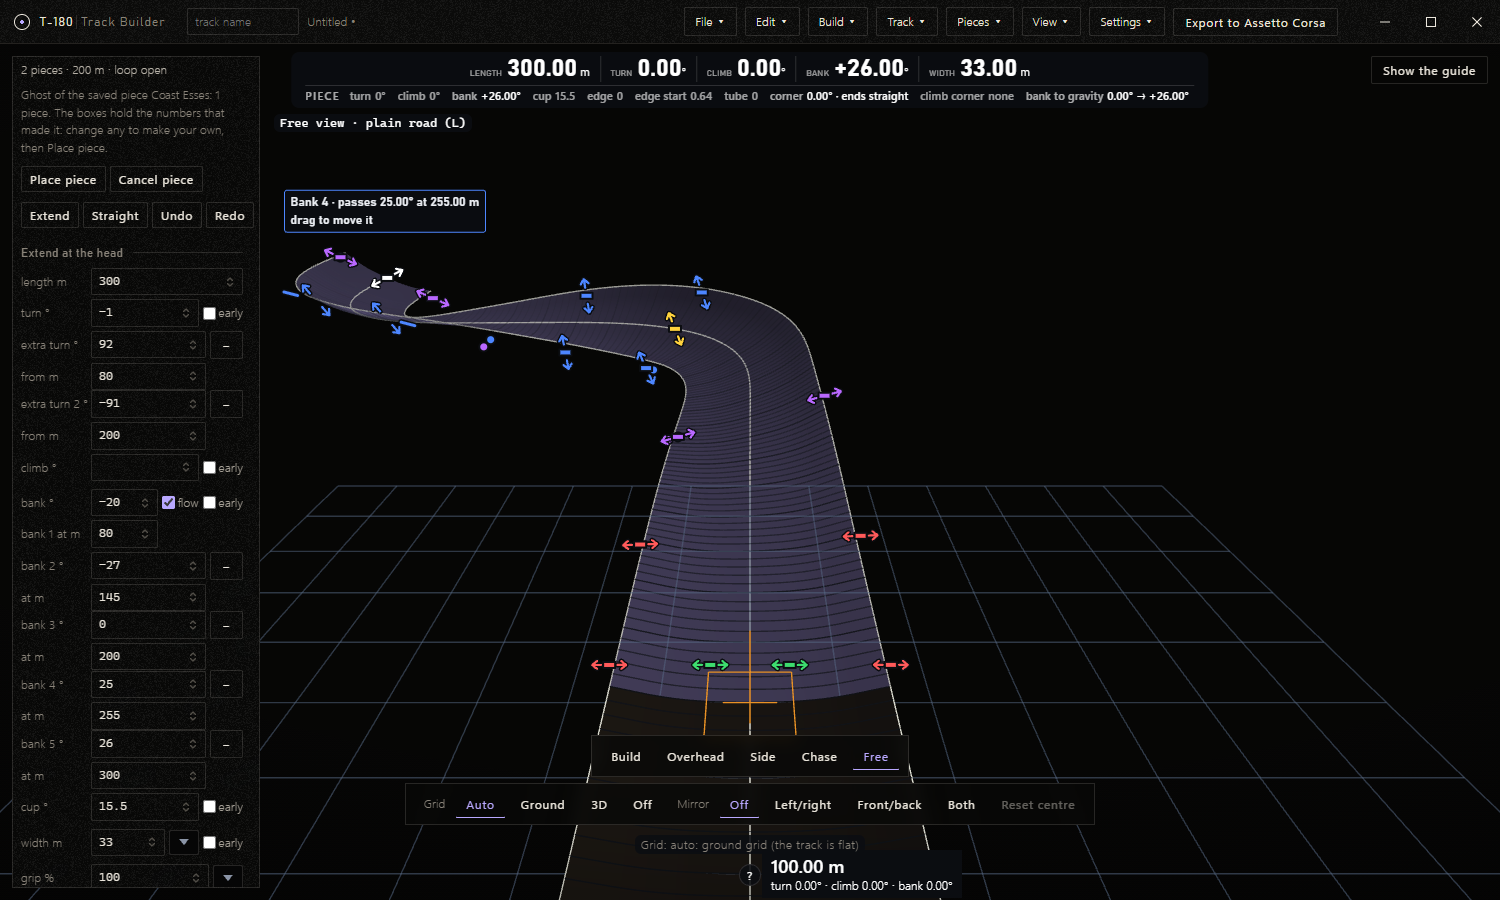 T-180 Track Builder
track name
Untitled •
File ▾
Edit ▾
Build ▾
Track ▾
Pieces ▾
View ▾
Settings ▾
Export to Assetto Corsa
2 pieces · 200 m · loop open
Ghost of the saved piece Coast Esses: 1
piece. The boxes hold the numbers that
made it: change any to make your own,
then Place piece.
Place piece
Cancel piece
Extend
Straight
Undo
Redo
Extend at the head
length m 300
turn ° −1 early
extra turn ° 92 −
from m 80
extra turn 2 ° −91 −
from m 200
climb ° early
bank ° −20 flow early
bank 1 at m 80
bank 2 ° −27 −
at m 145
bank 3 ° 0 −
at m 200
bank 4 ° 25 −
at m 255
bank 5 ° 26 −
at m 300
cup ° 15.5 early
width m 33 early
grip % 100
LENGTH 300.00 m TURN 0.00° CLIMB 0.00° BANK +26.00° WIDTH 33.00 m
PIECE turn 0° climb 0° bank +26.00° cup 15.5 edge 0 edge start 0.64 tube 0 corner 0.00° · ends straight climb corner none bank to gravity 0.00° → +26.00°
Show the guide
Free view · plain road (L)
Bank 4 · passes 25.00° at 255.00 m
drag to move it
Build Overhead Side Chase Free
Grid Auto Ground 3D Off Mirror Off Left/right Front/back Both Reset centre
Grid: auto: ground grid (the track is flat)
?
100.00 m
turn 0.00° · climb 0.00° · bank 0.00°